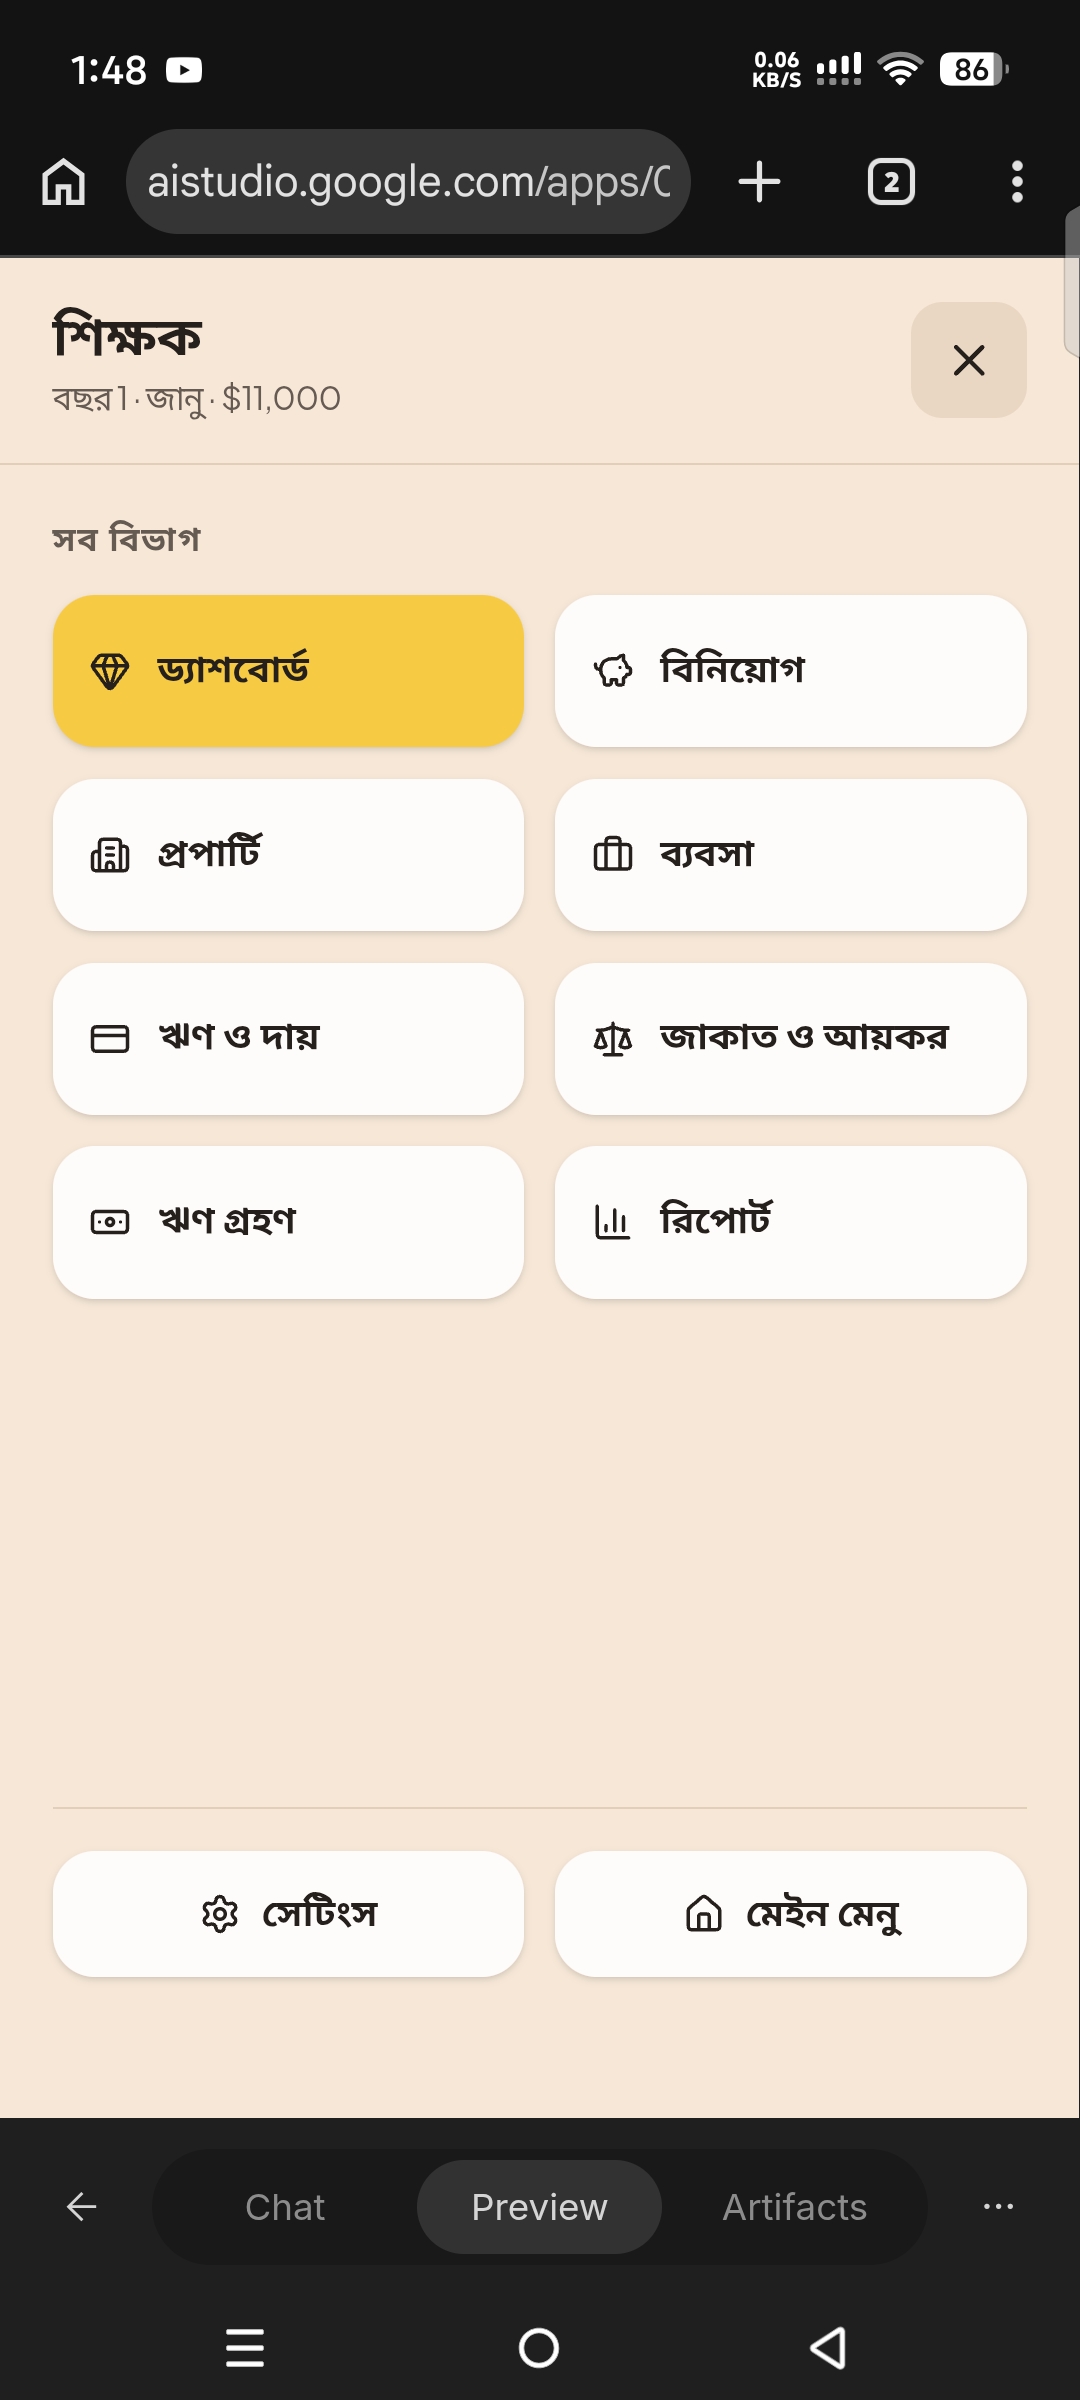 1:48
0.06
KB/S
86
aistudio.google.com/apps/
2
শিক্ষক
বছর 1 · জানু · $11,000
সব বিভাগ
ড্যাশবোর্ড
বিনিয়োগ
প্রপার্টি
ব্যবসা
ঋণ ও দায়
জাকাত ও আয়কর
ঋণ গ্রহণ
রিপোর্ট
সেটিংস
মেইন মেনু
Chat
Preview
Artifacts